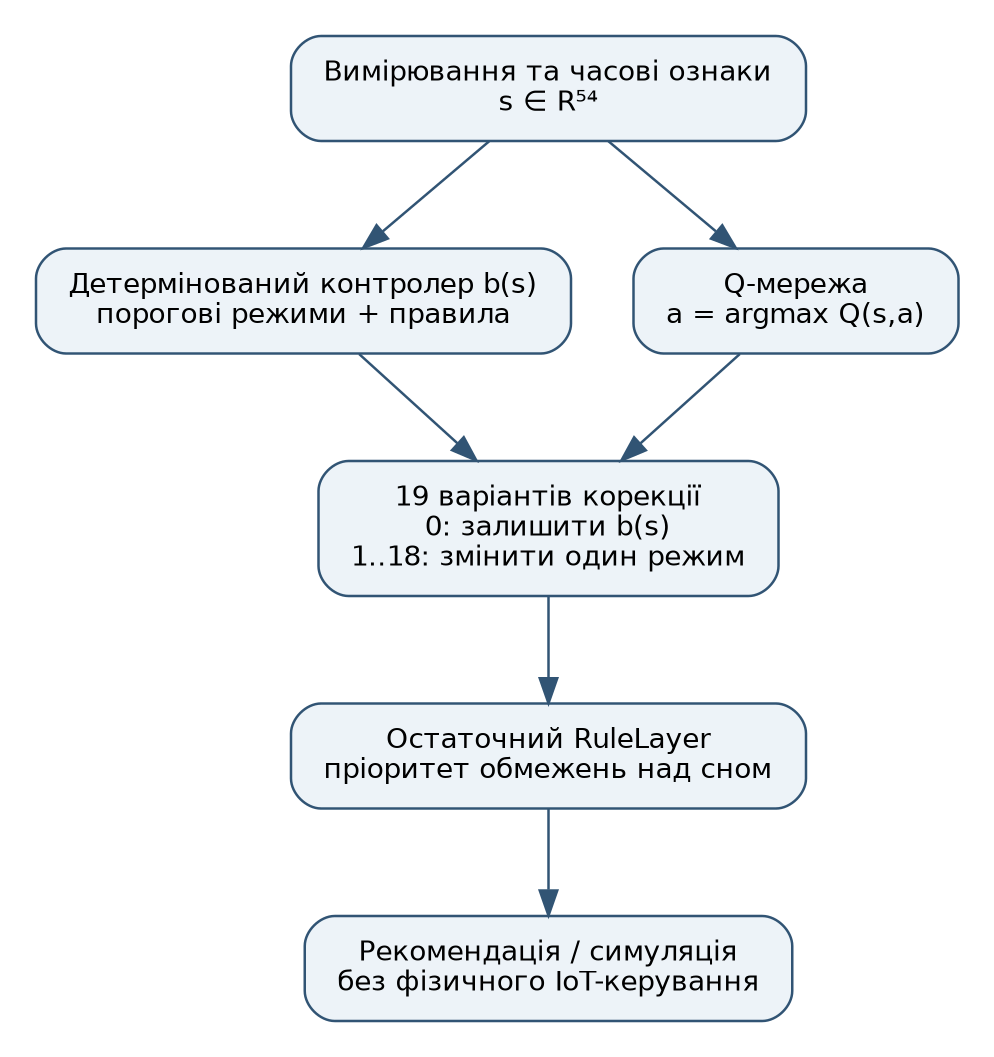 Вимірювання та часові ознаки
s ∈ R⁵⁴
Детермінований контролер b(s)
порогові режими + правила
Q-мережа
a = argmax Q(s,a)
19 варіантів корекції
0: залишити b(s)
1..18: змінити один режим
Остаточний RuleLayer
пріоритет обмежень над сном
Рекомендація / симуляція
без фізичного IoT-керування